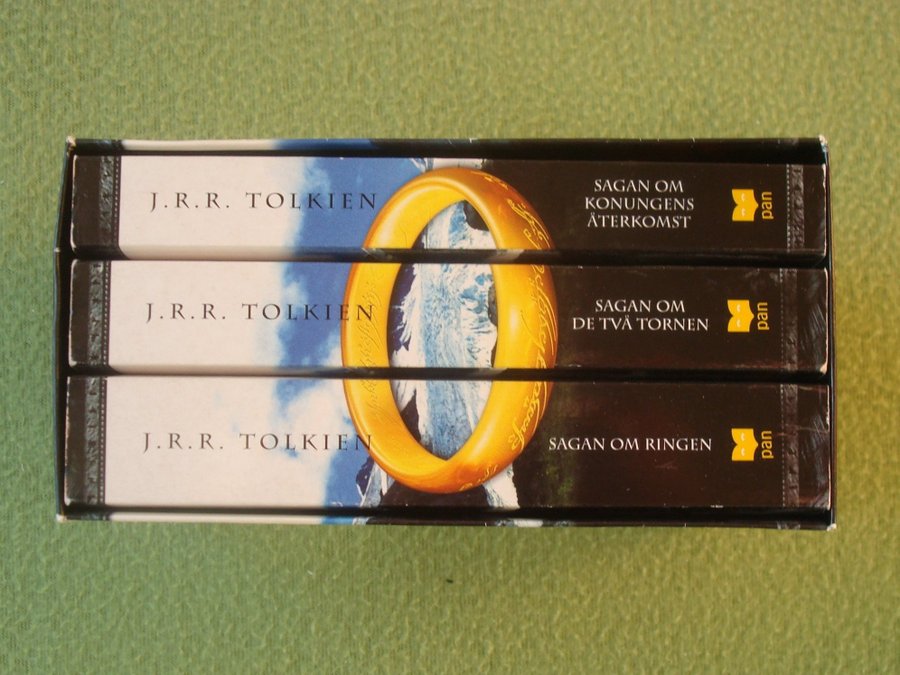 J.R.R. TOLKIEN
SAGAN OM
KONUNGENS
ÅTERKOMST
pan
J.R.R. TOLKIEN
SAGAN OM
DE TVÅ TORNEN
pan
J.R.R. TOLKIEN
SAGAN OM RINGEN
pan